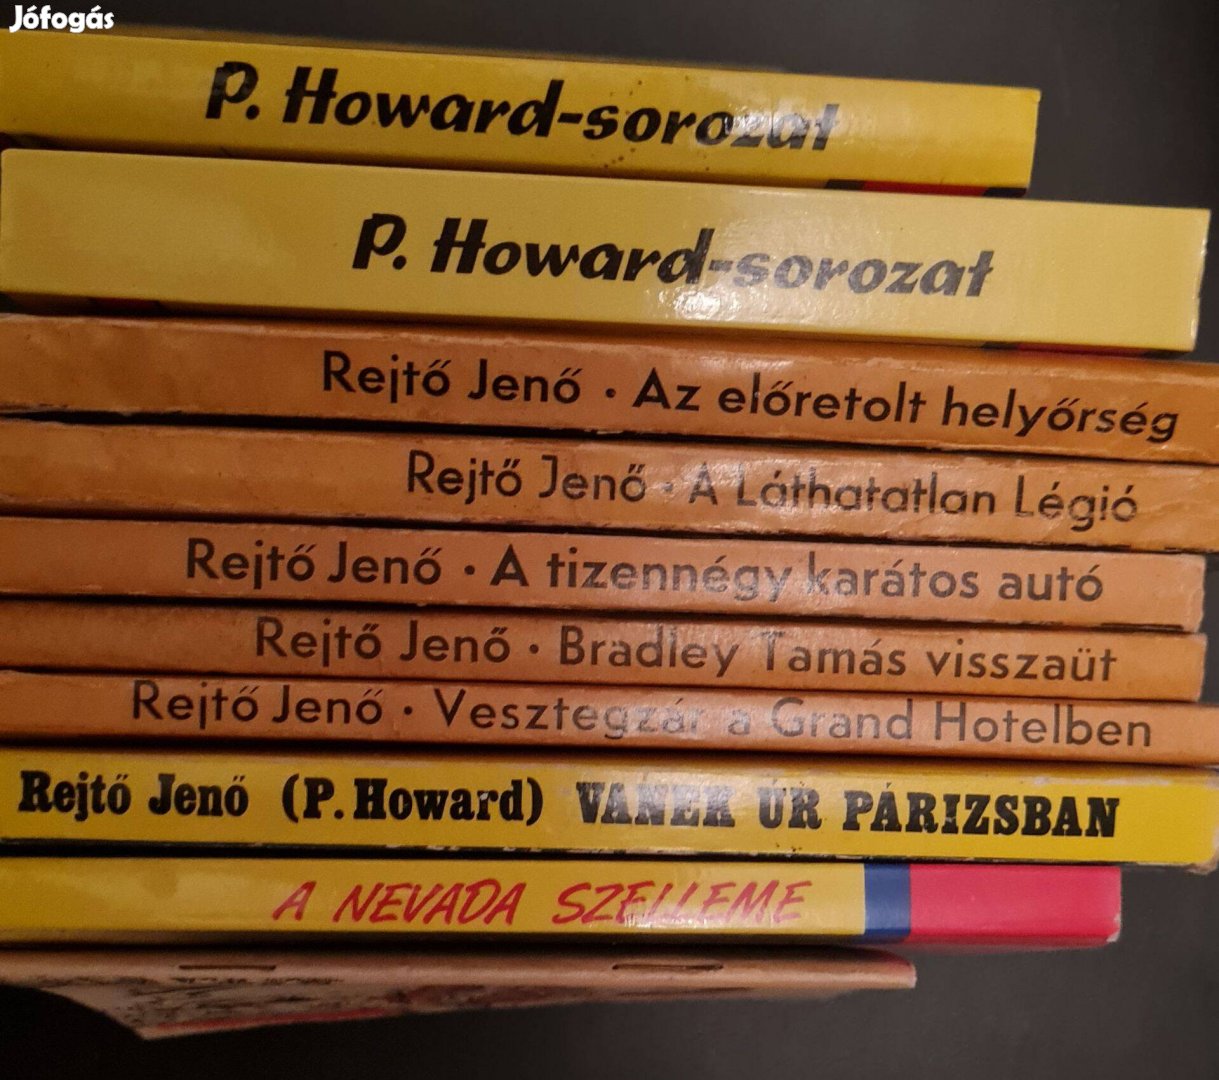 Jófogás
P. Howard-sorozat
P. Howard-sorozat
Rejtő Jenő · Az előretolt helyőrség
Rejtő Jenő · A Láthatatlan Légió
Rejtő Jenő · A tizennégy karátos autó
Rejtő Jenő · Bradley Tamás visszaüt
Rejtő Jenő · Vesztegzár a Grand Hotelben
Rejtő Jenő (P. Howard) VANEK ÚR PÁRIZSBAN
A NEVADA SZELLEME